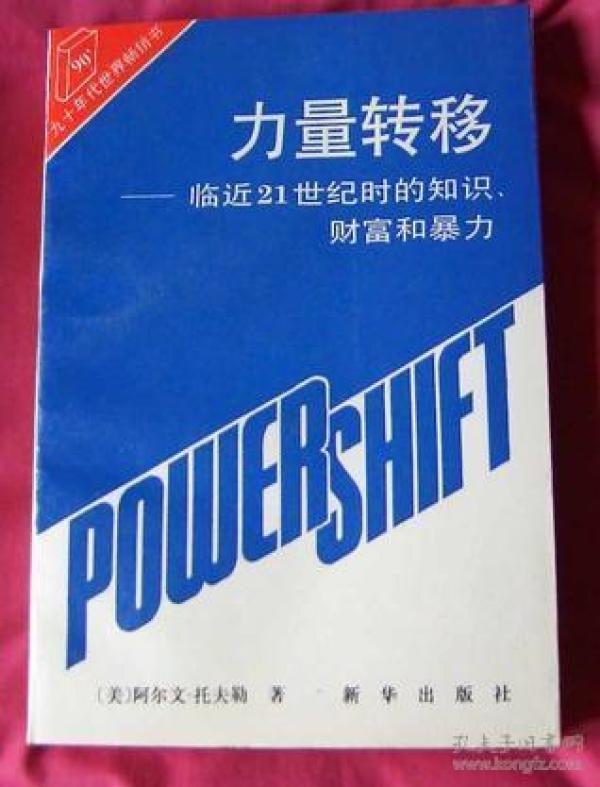 90'
九十年代世界畅销书
力量转移
——临近21世纪时的知识、
财富和暴力
POWERSHIFT
〔美〕阿尔文·托夫勒 著 新华出版社
孔夫子旧书网
www.kongfz.com